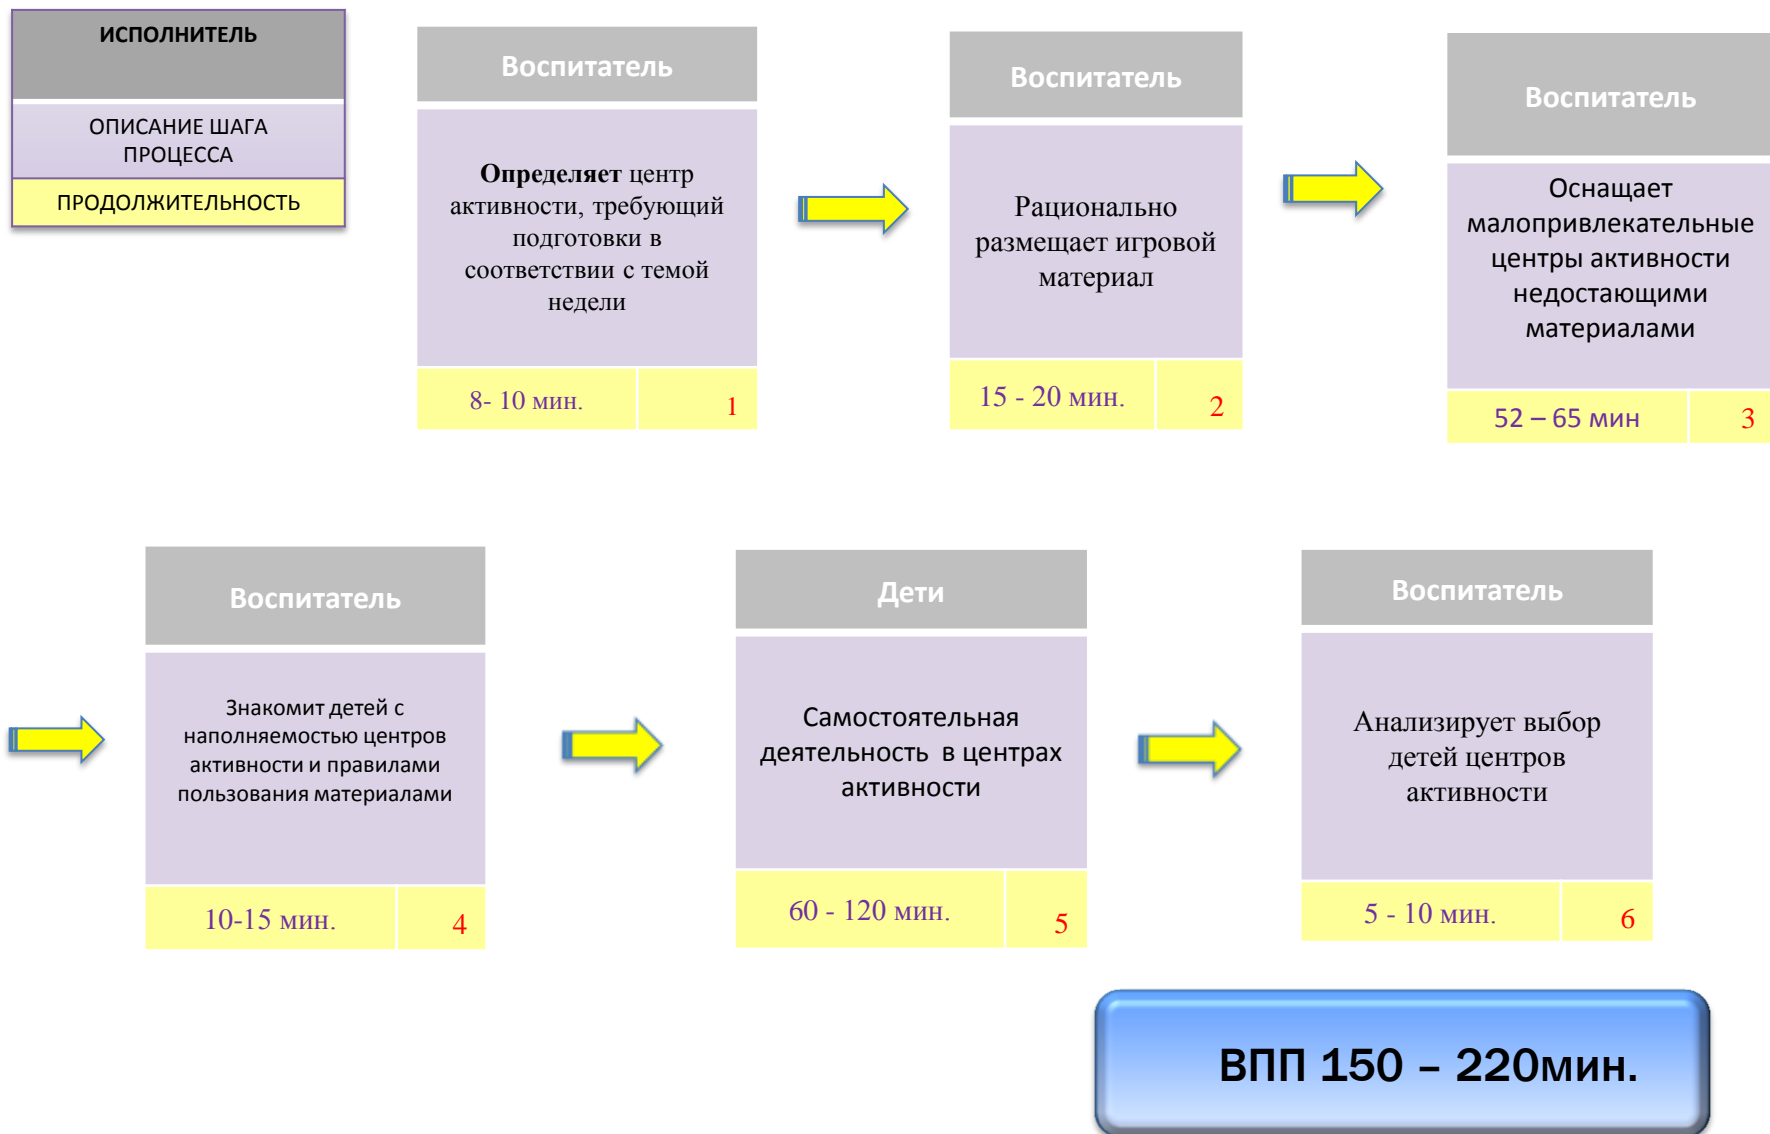 ИСПОЛНИТЕЛЬ
ОПИСАНИЕ ШАГА
ПРОЦЕССА
ПРОДОЛЖИТЕЛЬНОСТЬ
Воспитатель
Определяет центр
активности, требующий
подготовки в
соответствии с темой
недели
8- 10 мин.
1
Воспитатель
Рационально
размещает игровой
материал
15 - 20 мин.
2
Воспитатель
Оснащает
малопривлекательные
центры активности
недостающими
материалами
52 – 65 мин
3
Воспитатель
Знакомит детей с
наполняемостью центров
активности и правилами
пользования материалами
10-15 мин.
4
Дети
Самостоятельная
деятельность в центрах
активности
60 - 120 мин.
5
Воспитатель
Анализирует выбор
детей центров
активности
5 - 10 мин.
6
ВПП 150 – 220мин.